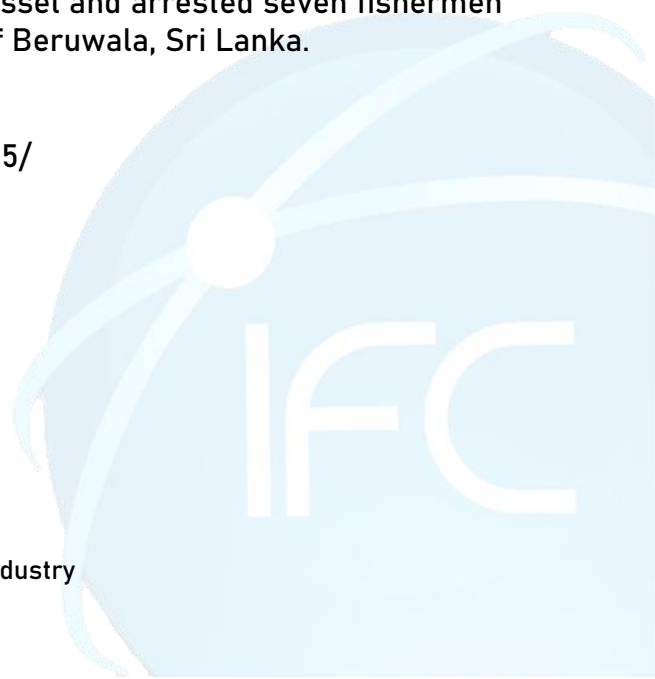 ssel and arrested seven fishermen
f Beruwala, Sri Lanka.
5/
IFC
dustry